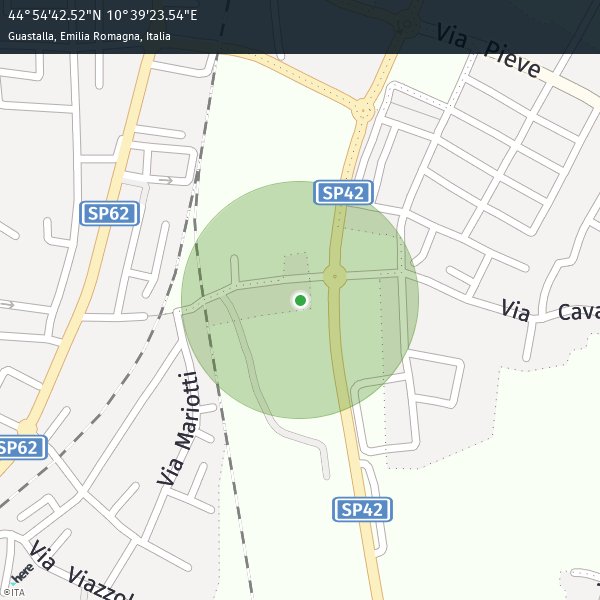 44°54'42.52"N 10°39'23.54"E
Guastalla, Emilia Romagna, Italia
Via Pieve
SP42
SP62
Via Cava
Via Mariotti
SP62
SP42
Via Viazzol
here
©ITA